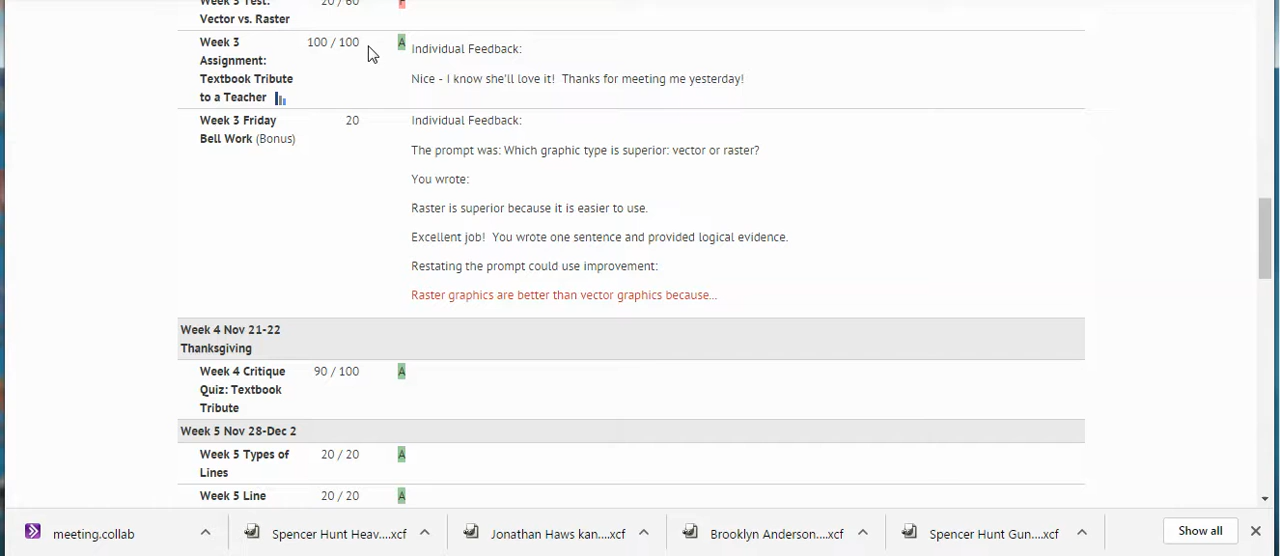 Week 3 Test: 20 / 60 F
Vector vs. Raster
Week 3 100 / 100 A
Assignment:
Textbook Tribute
to a Teacher
Individual Feedback:
Nice - I know she'll love it!  Thanks for meeting me yesterday!
Week 3 Friday 20
Bell Work (Bonus)
Individual Feedback:
The prompt was: Which graphic type is superior: vector or raster?
You wrote:
Raster is superior because it is easier to use.
Excellent job!  You wrote one sentence and provided logical evidence.
Restating the prompt could use improvement:
Raster graphics are better than vector graphics because...
Week 4 Nov 21-22
Thanksgiving
Week 4 Critique 90 / 100 A
Quiz: Textbook
Tribute
Week 5 Nov 28-Dec 2
Week 5 Types of 20 / 20 A
Lines
Week 5 Line 20 / 20 A
meeting.collab Spencer Hunt Heav....xcf Jonathan Haws kan....xcf Brooklyn Anderson....xcf Spencer Hunt Gun....xcf Show all